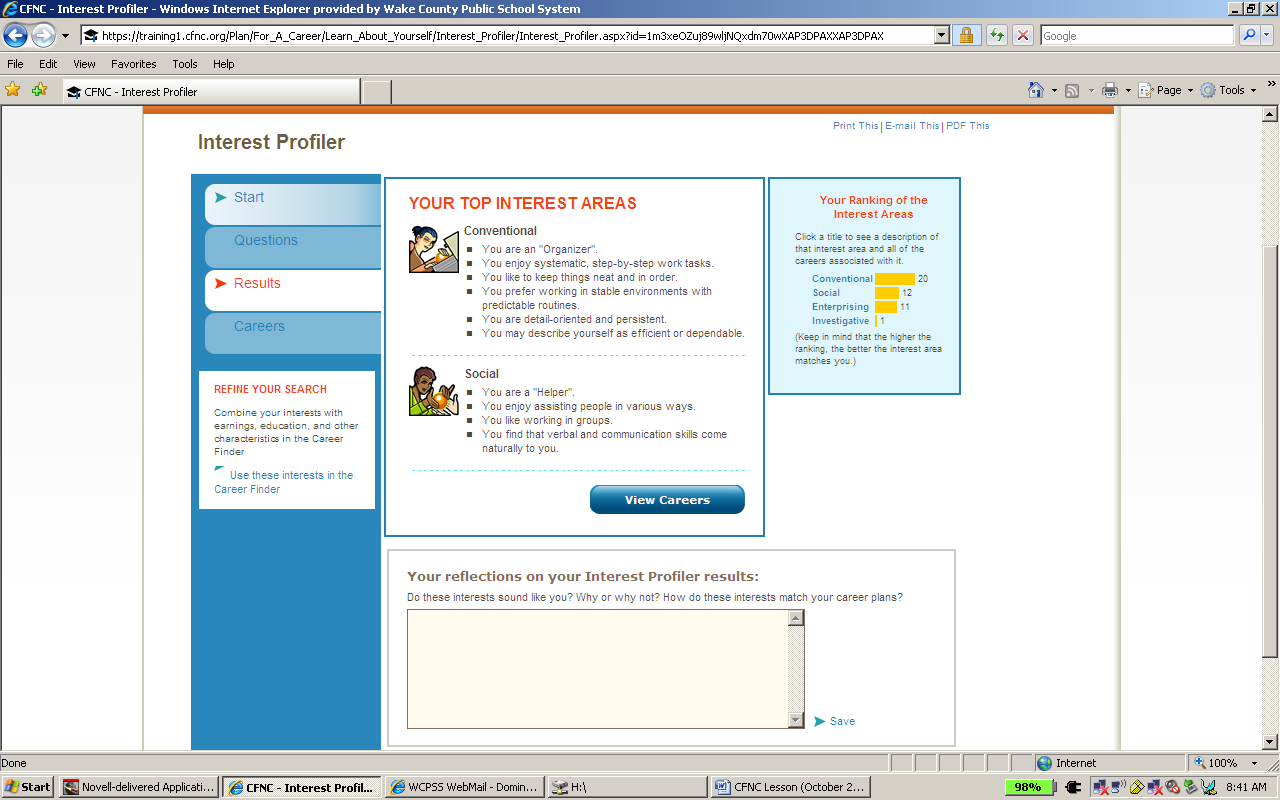 CFNC - Interest Profiler - Windows Internet Explorer provided by Wake County Public School System
https://training1.cfnc.org/Plan/For_A_Career/Learn_About_Yourself/Interest_Profiler/Interest_Profiler.aspx?id=1m3xeOZuj89wljNQxdm70wXAP3DPAXXAP3DPAX
Google
File Edit View Favorites Tools Help
CFNC - Interest Profiler
Page Tools
Print This | E-mail This | PDF This
Interest Profiler
Start
Questions
Results
Careers
REFINE YOUR SEARCH
Combine your interests with
earnings, education, and other
characteristics in the Career
Finder
Use these interests in the
Career Finder
YOUR TOP INTEREST AREAS
Conventional
You are an "Organizer".
You enjoy systematic, step-by-step work tasks.
You like to keep things neat and in order.
You prefer working in stable environments with
predictable routines.
You are detail-oriented and persistent.
You may describe yourself as efficient or dependable.
Social
You are a "Helper".
You enjoy assisting people in various ways.
You like working in groups.
You find that verbal and communication skills come
naturally to you.
View Careers
Your Ranking of the
Interest Areas
Click a title to see a description of
that interest area and all of the
careers associated with it.
Conventional 20
Social 12
Enterprising 11
Investigative 1
(Keep in mind that the higher the
ranking, the better the interest area
matches you.)
Your reflections on your Interest Profiler results:
Do these interests sound like you? Why or why not? How do these interests match your career plans?
Save
Done
Internet
100%
Start
Novell-delivered Applicati...
CFNC - Interest Profil...
WCPSS WebMail - Domin...
H:\
CFNC Lesson (October 2...
98%
8:41 AM